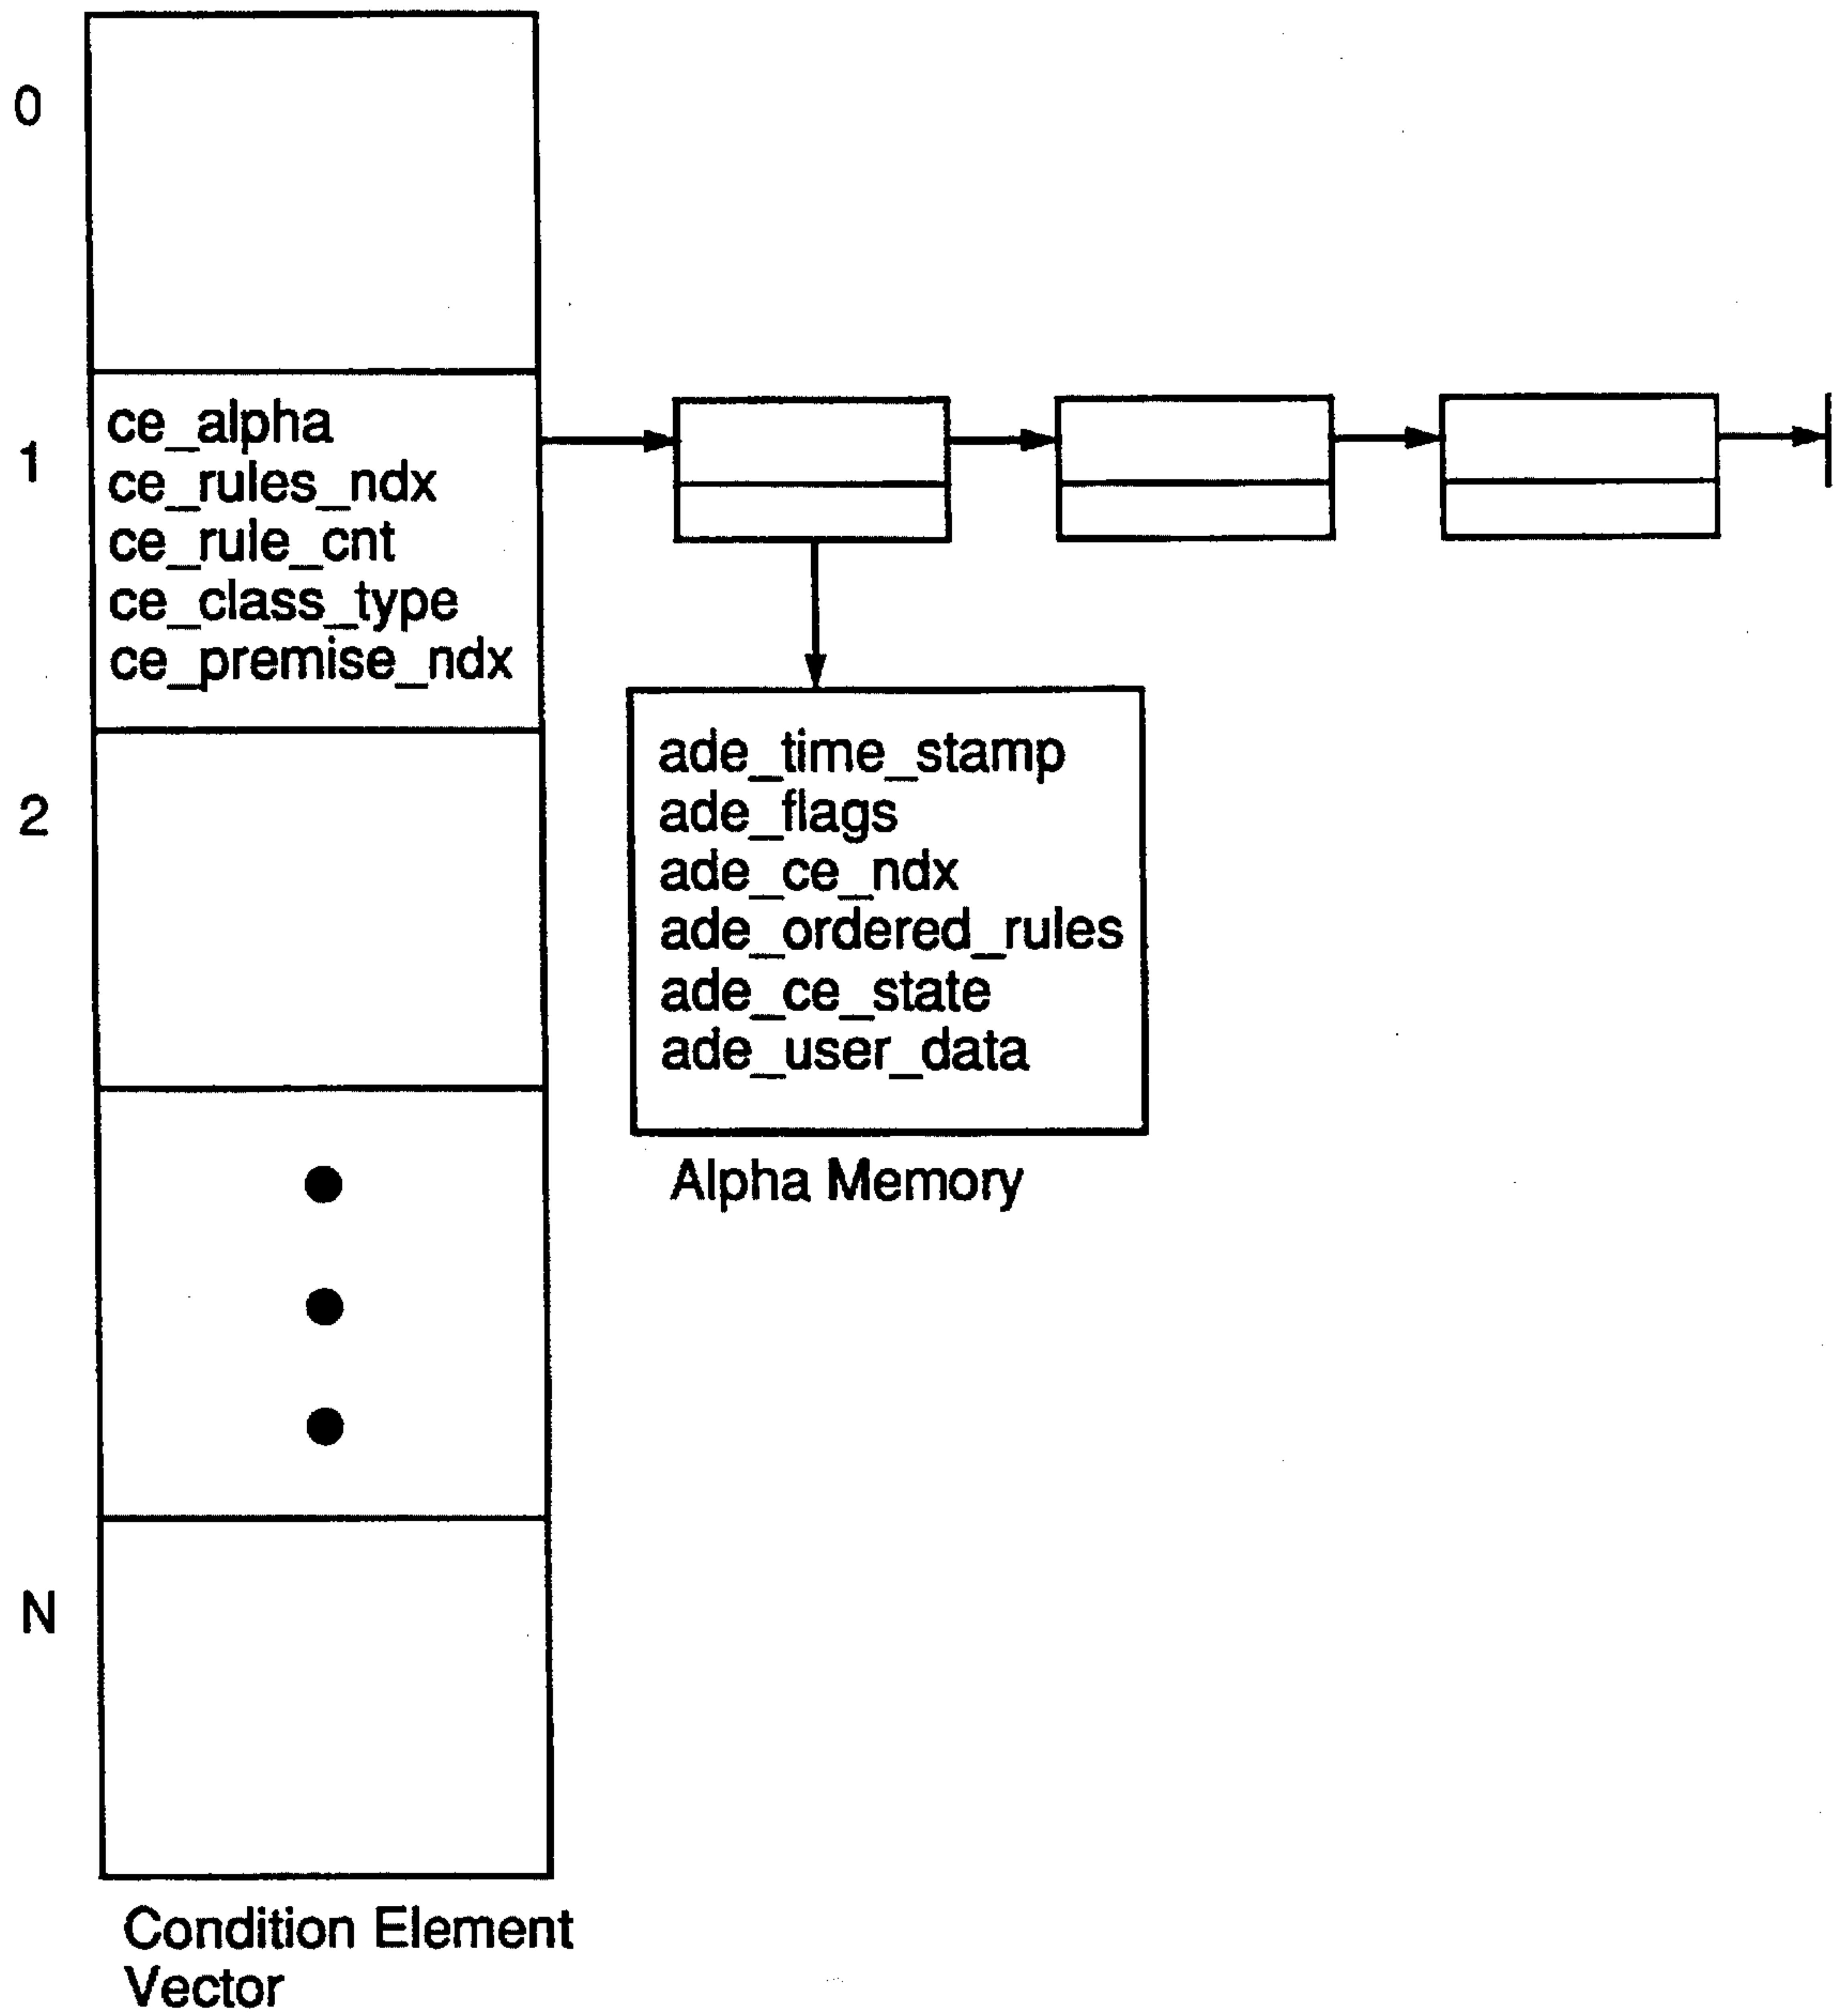 0
1
ce_alpha
ce_rules_ndx
ce_rule_cnt
ce_class_type
ce_premise_ndx
2
ade_time_stamp
ade_flags
ade_ce_ndx
ade_ordered_rules
ade_ce_state
ade_user_data
Alpha Memory
N
Condition Element
Vector